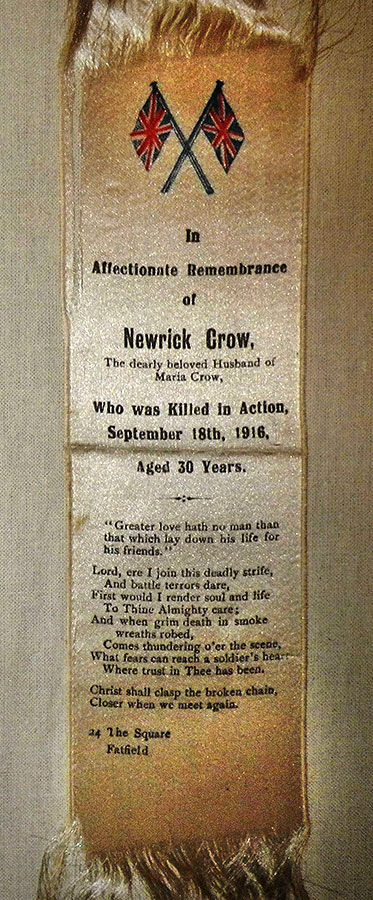 In
Affectionate Remembrance
of
Newrick Crow,
The dearly beloved Husband of
Maria Crow,
Who was Killed in Action,
September 18th, 1916,
Aged 30 Years.
"Greater love hath no man than
that which lay down his life for
his friends."
Lord, ere I join this deadly strife,
And battle terrors dare,
First would I render soul and life
To Thine Almighty care;
And when grim death in smoke
wreaths robed,
Comes thundering o'er the scene,
What fears can reach a soldier's heart
Where trust in Thee has been.
Christ shall clasp the broken chain,
Closer when we meet again.
24 The Square
Fatfield